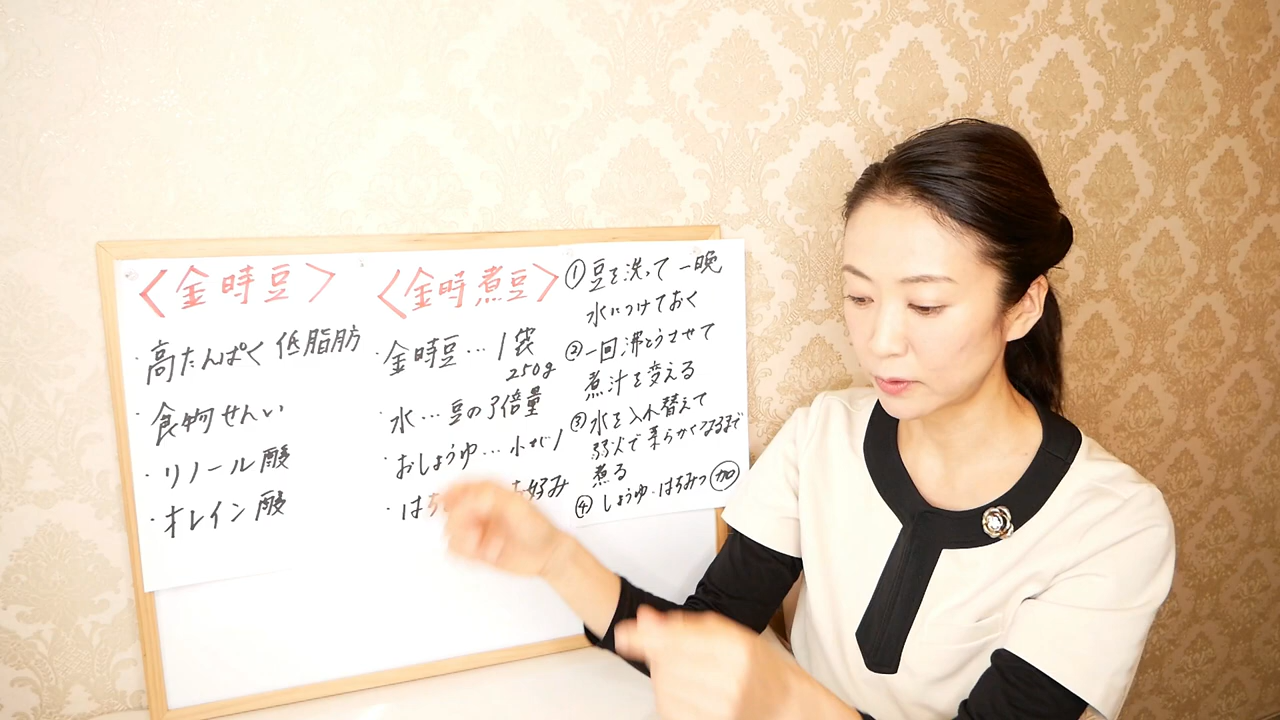 <金時豆>
・高たんぱく 低脂肪
・食物せんい
・リノール酸
・オレイン酸
<金時煮豆>
・金時豆…1袋
250g
・水…豆の3倍量
・おしょうゆ…小さじ1
・はち お好み
①豆を洗って一晩
水につけておく
②一回沸とうさせて
煮汁を変える
③水を入れ替えて
弱火で柔らかくなるまで
煮る
④しょうゆ・はちみつ加